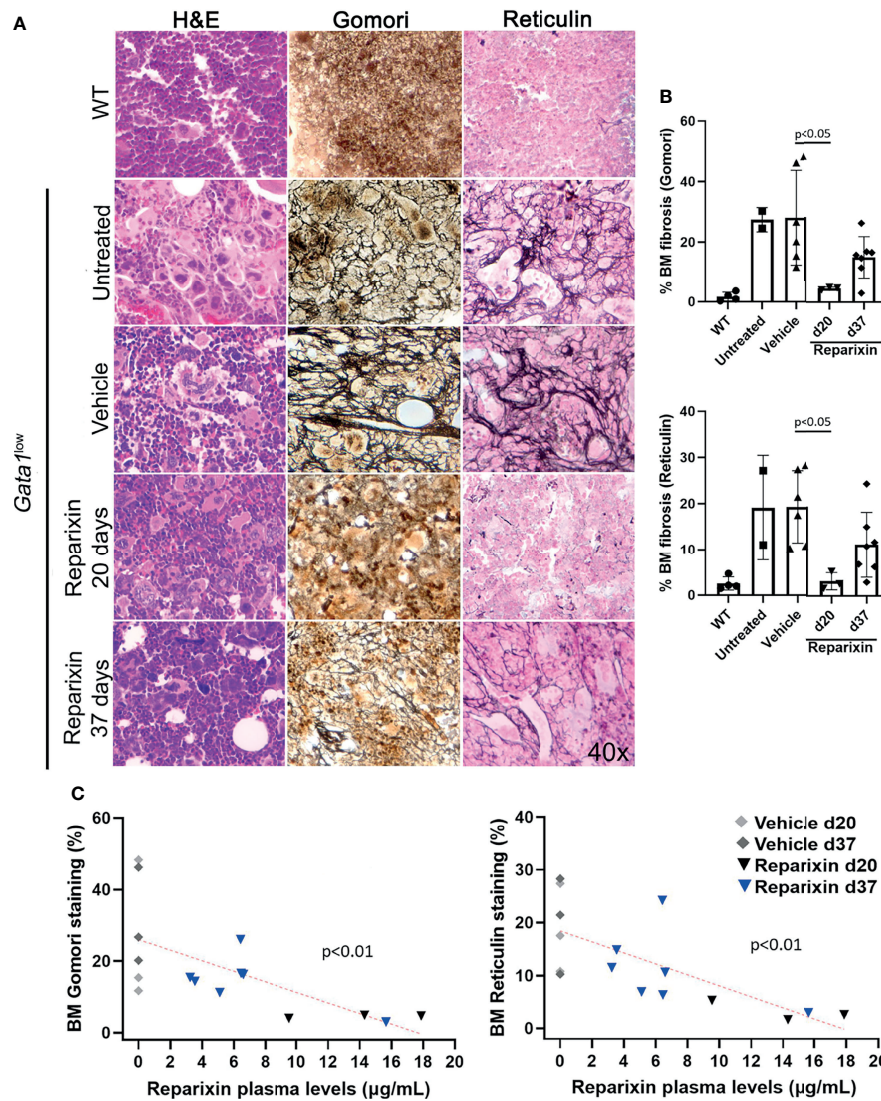 A
H&E Gomori Reticulin
WT
Untreated
Vehicle
Reparixin
20 days
Reparixin
37 days
Gata1low
40x
B
% BM fibrosis (Gomori)
60
40
20
0
p<0.05
WT
Untreated
Vehicle
d20
d37
Reparixin
% BM fibrosis (Reticulin)
40
30
20
10
0
p<0.05
WT
Untreated
Vehicle
d20
d37
Reparixin
C
BM Gomori staining (%)
60
40
20
0
p<0.01
0 2 4 6 8 10 12 14 16 18 20
Reparixin plasma levels (µg/mL)
BM Reticulin staining (%)
40
30
20
10
0
Vehicle d20
Vehicle d37
Reparixin d20
Reparixin d37
p<0.01
0 2 4 6 8 10 12 14 16 18 20
Reparixin plasma levels (µg/mL)